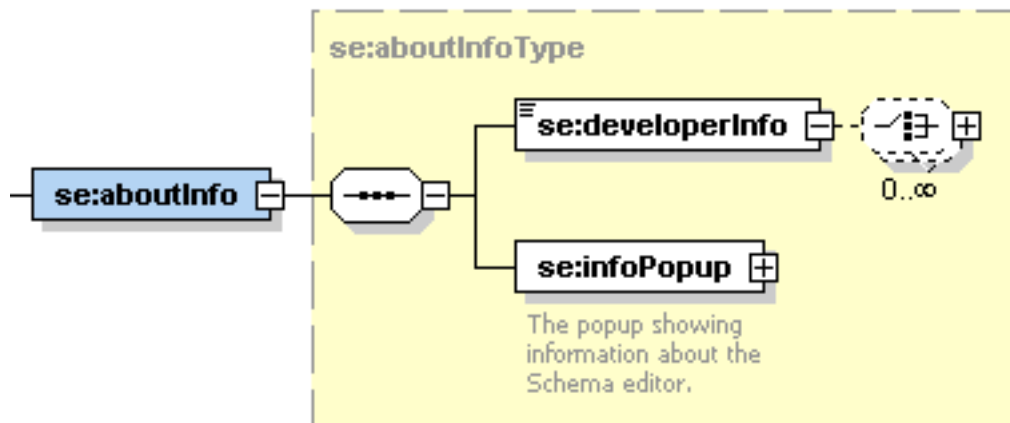 se:aboutInfoType
se:developerInfo
se:aboutInfo
0..∞
se:infoPopup
The popup showing
information about the
Schema editor.